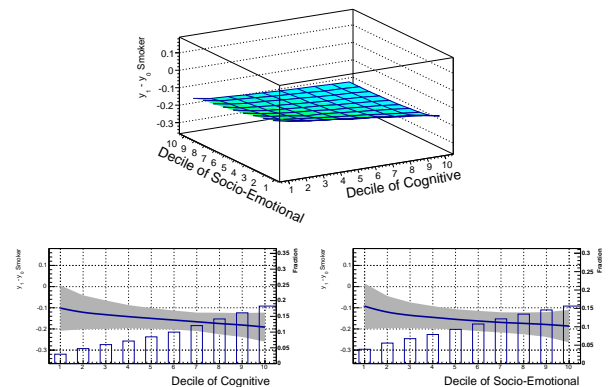 y1 - y0 Smoker
0.1
0
-0.1
-0.2
-0.3
10 9 8 7 6 5 4 3 2 1
Decile of Socio-Emotional
1 2 3 4 5 6 7 8 9 10
Decile of Cognitive
y1 - y0 Smoker
0.1
0
-0.1
-0.2
-0.3
Fraction
0.35
0.3
0.25
0.2
0.15
0.1
0.05
0
1 2 3 4 5 6 7 8 9 10
Decile of Cognitive
y1 - y0 Smoker
0.1
0
-0.1
-0.2
-0.3
Fraction
0.35
0.3
0.25
0.2
0.15
0.1
0.05
0
1 2 3 4 5 6 7 8 9 10
Decile of Socio-Emotional